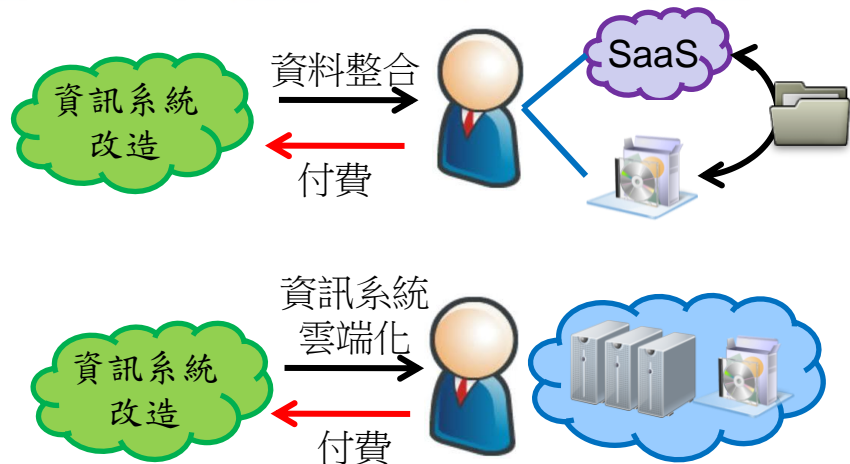 資訊系統
改造
資料整合
付費
SaaS
資訊系統
改造
資訊系統
雲端化
付費